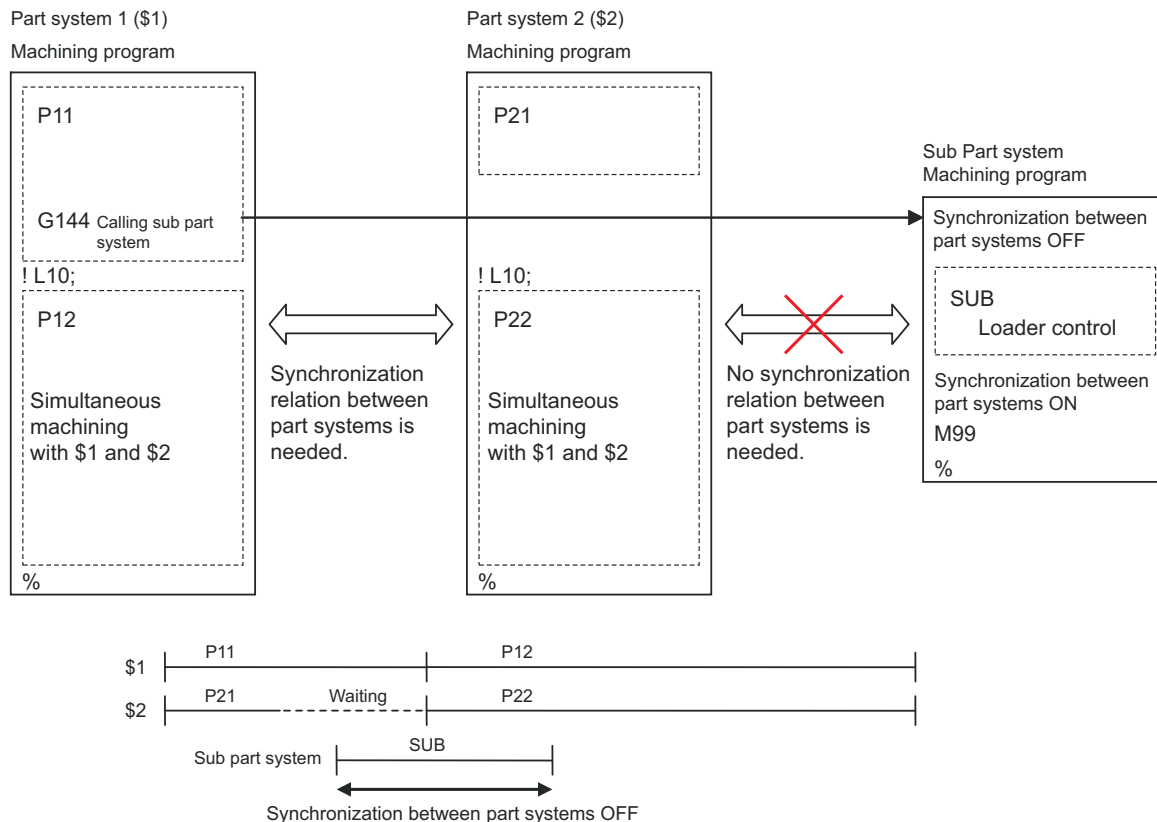 Part system 1 ($1)
Machining program
P11
G144 Calling sub part
system
! L10;
P12
Simultaneous
machining
with $1 and $2
%
Synchronization
relation between
part systems is
needed.
Part system 2 ($2)
Machining program
P21
! L10;
P22
Simultaneous
machining
with $1 and $2
%
No synchronization
relation between
part systems is
needed.
Sub Part system
Machining program
Synchronization between
part systems OFF
SUB
Loader control
Synchronization between
part systems ON
M99
%
$1 P11 P12
$2 P21 Waiting P22
Sub part system SUB
Synchronization between part systems OFF